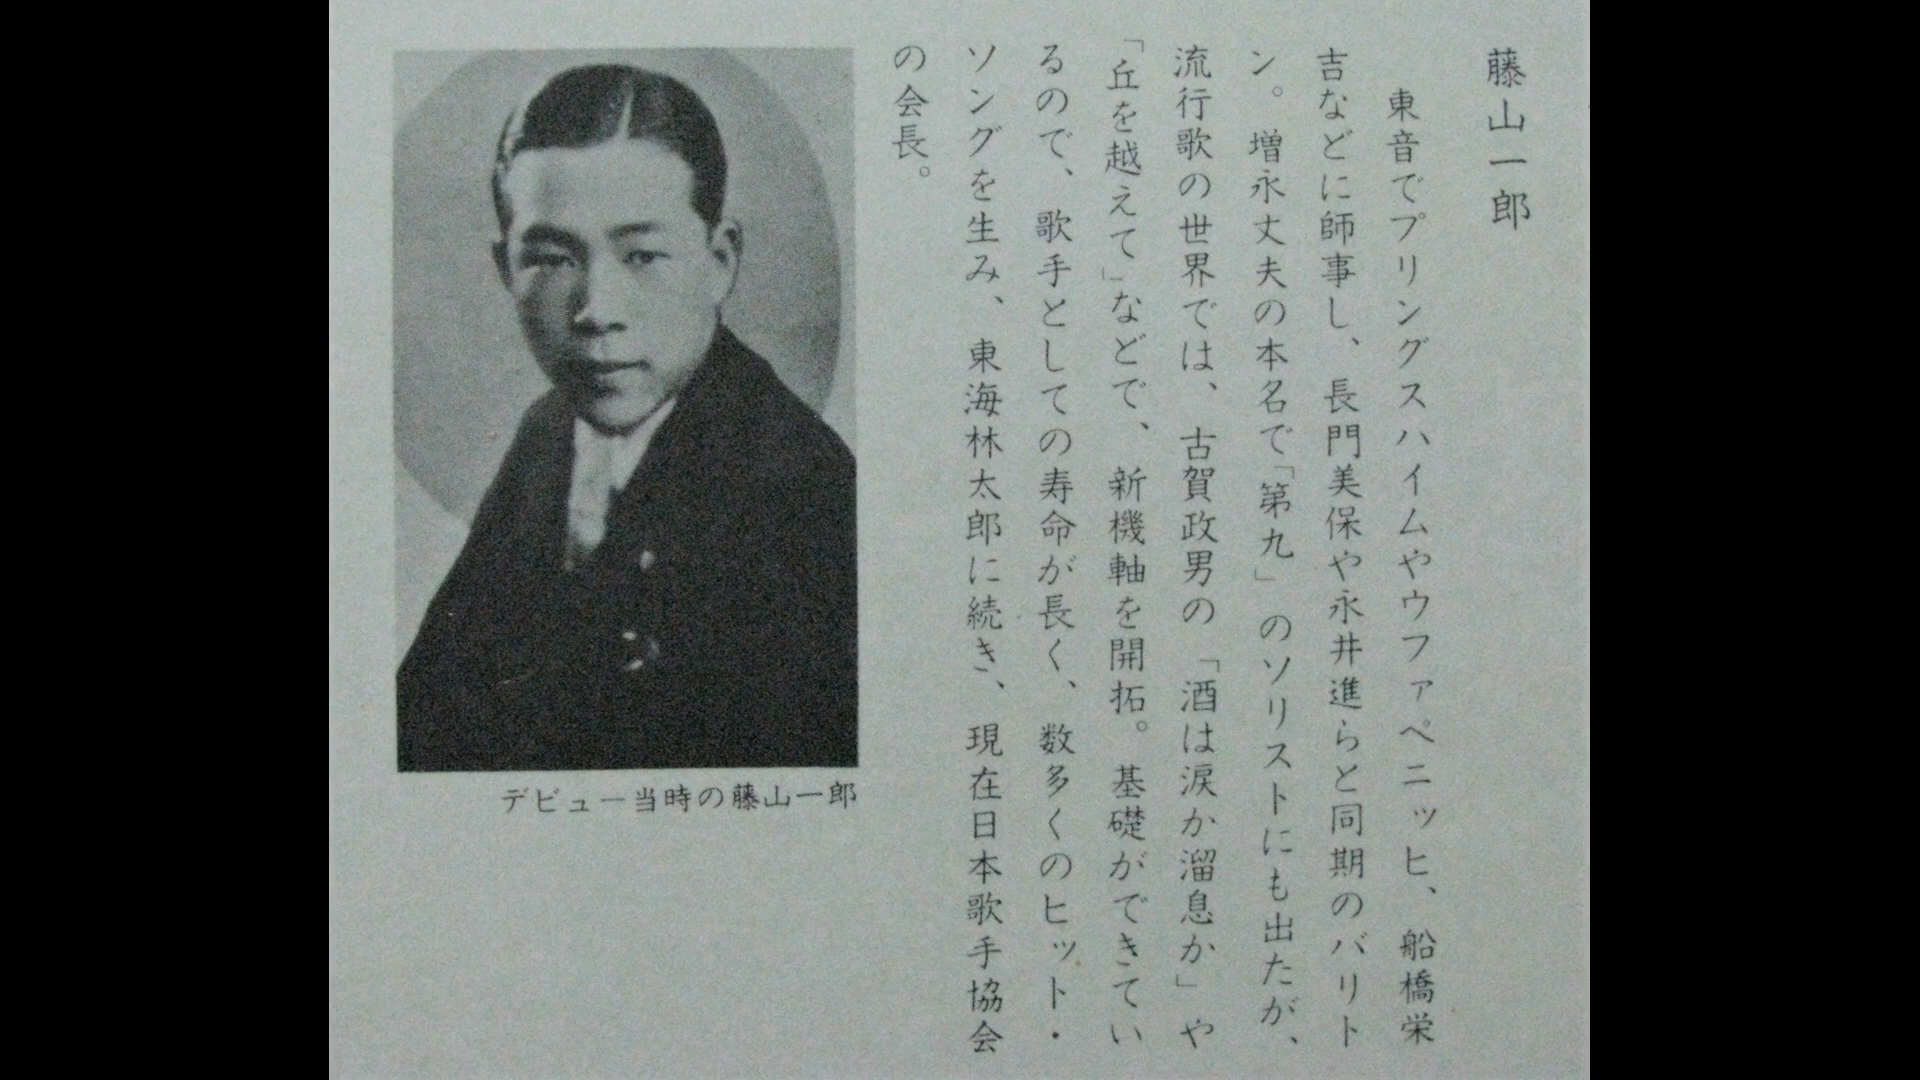 藤山一郎
東音でプリングスハイムやウファペニッヒ、船橋栄
吉などに師事し、長門美保や永井進らと同期のバリト
ン。増永丈夫の本名で「第九」のソリストにも出たが、
流行歌の世界では、古賀政男の「酒は涙か溜息か」や
「丘を越えて」などで、新機軸を開拓。基礎ができてい
るので、歌手としての寿命が長く、数多くのヒット・
ソングを生み、東海林太郎に続き、現在日本歌手協会
の会長。
デビュー当時の藤山一郎